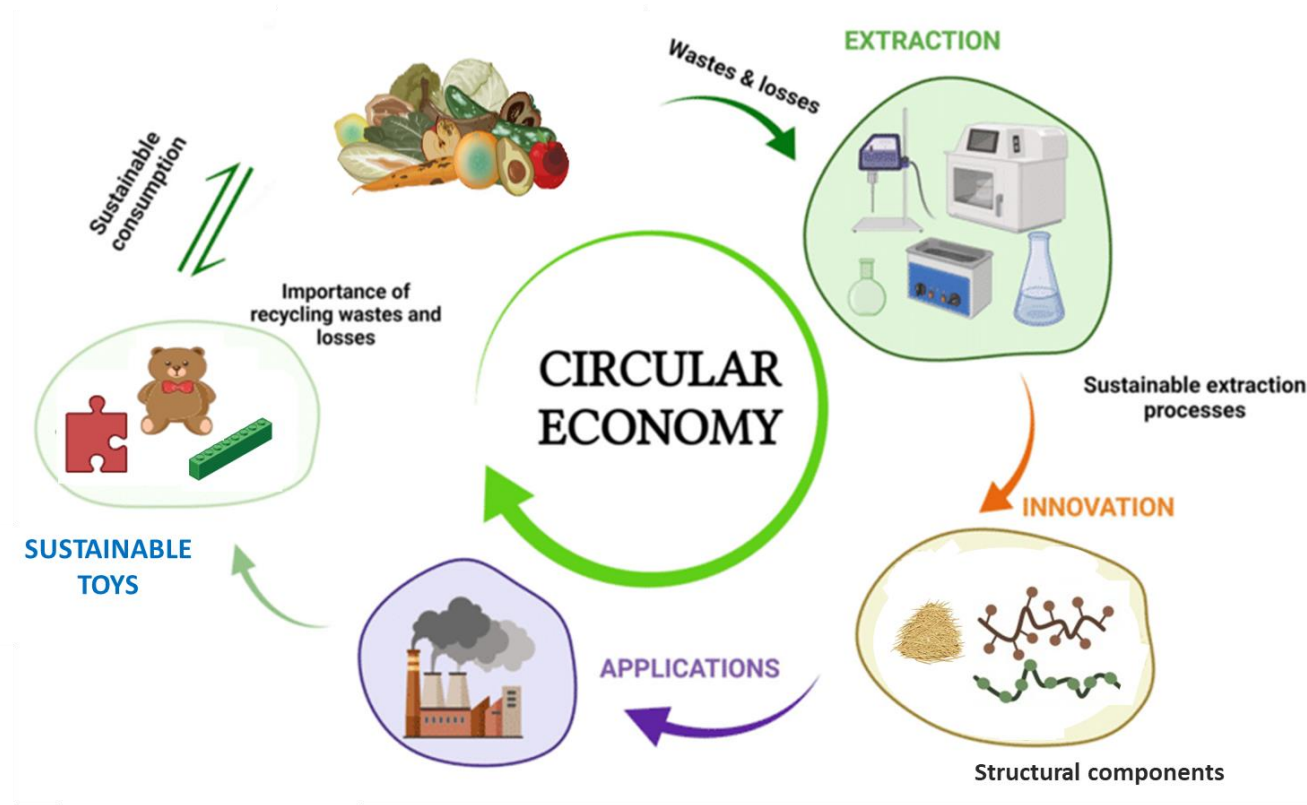 EXTRACTION
Wastes & losses
Sustainable
consumption
Importance of
recycling wastes and
losses
CIRCULAR
ECONOMY
Sustainable extraction
processes
INNOVATION
SUSTAINABLE
TOYS
APPLICATIONS
Structural components